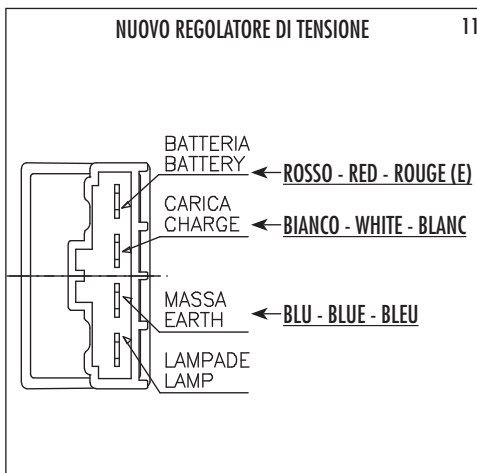 NUOVO REGOLATORE DI TENSIONE 11
BATTERIA
BATTERY
ROSSO - RED - ROUGE (E)
CARICA
CHARGE
BIANCO - WHITE - BLANC
MASSA
EARTH
BLU - BLUE - BLEU
LAMPADE
LAMP